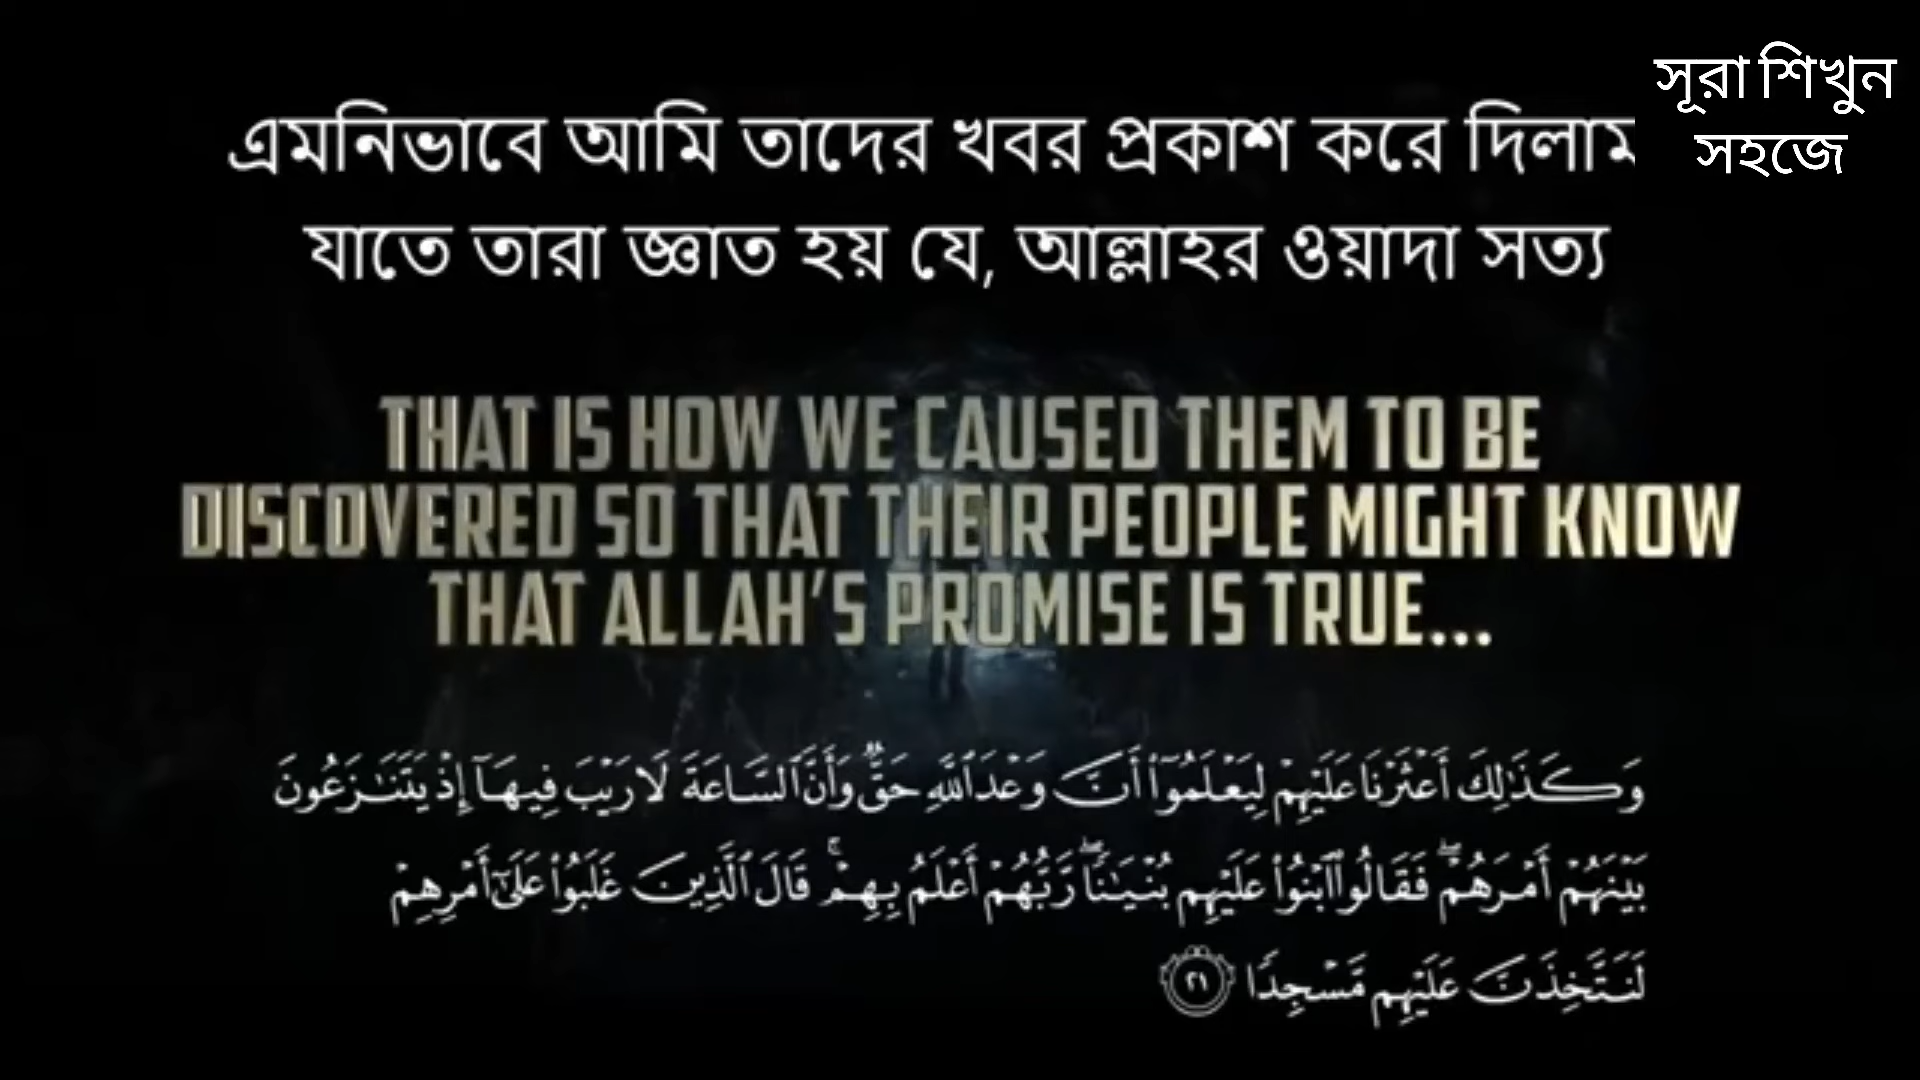 সূরা শিখুন
সহজে
এমনিভাবে আমি তাদের খবর প্রকাশ করে দিলাম
যাতে তারা জ্ঞাত হয় যে, আল্লাহর ওয়াদা সত্য
THAT IS HOW WE CAUSED THEM TO BE
DISCOVERED SO THAT THEIR PEOPLE MIGHT KNOW
THAT ALLAH’S PROMISE IS TRUE...
وَكَذَٰلِكَ أَعْثَرْنَا عَلَيْهِمْ لِيَعْلَمُوٓا۟ أَنَّ وَعْدَ ٱللَّهِ حَقٌّ وَأَنَّ ٱلسَّاعَةَ لَا رَيْبَ فِيهَآ إِذْ يَتَنَـٰزَعُونَ
بَيْنَهُمْ أَمْرَهُمْ ۖ فَقَالُوا۟ ٱبْنُوا۟ عَلَيْهِم بُنْيَـٰنًا ۖ رَّبُّهُمْ أَعْلَمُ بِهِمْ ۚ قَالَ ٱلَّذِينَ غَلَبُوا۟ عَلَىٰٓ أَمْرِهِمْ
لَنَتَّخِذَنَّ عَلَيْهِم مَّسْجِدًا ٢١